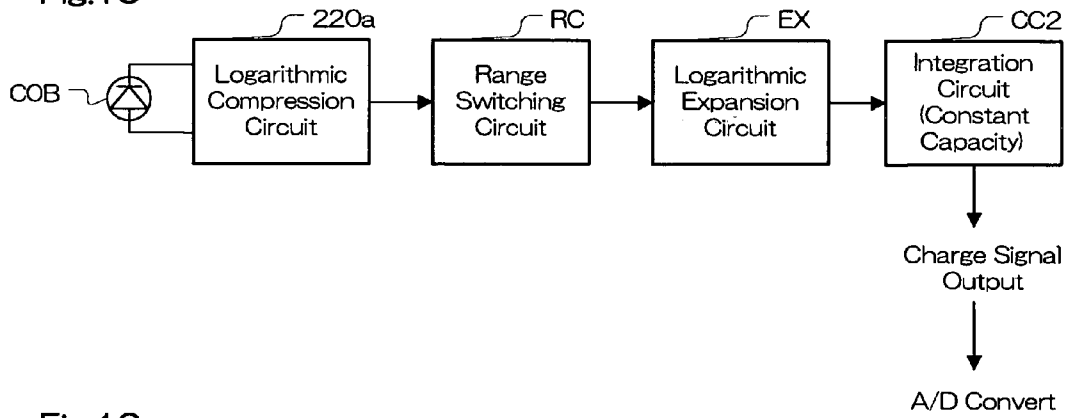 220a
RC
EX
CC2
COB
Logarithmic
Compression
Circuit
Range
Switching
Circuit
Logarithmic
Expansion
Circuit
Integration
Circuit
(Constant
Capacity)
Charge Signal
Output
A/D Convert